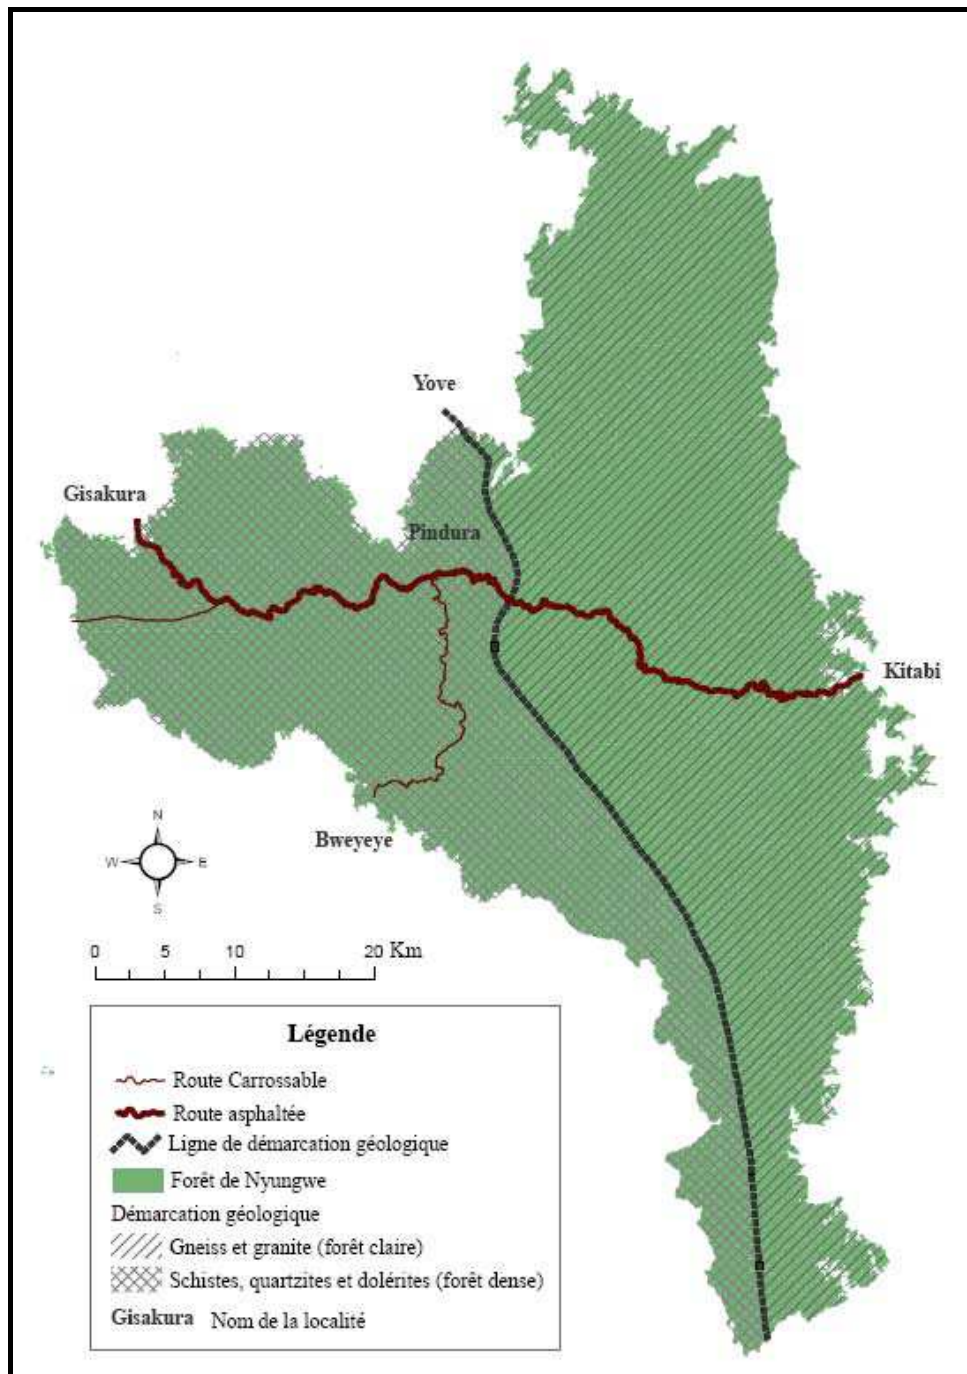 Yove
Gisakura
Pindura
Kitabi
Bweyeye
N
W E
S
0 5 10 20 Km
Légende
Route Carrossable
Route asphaltée
Ligne de démarcation géologique
Forêt de Nyungwe
Démarcation géologique
Gneiss et granite (forêt claire)
Schistes, quartzites et dolérites (forêt dense)
Gisakura Nom de la localité